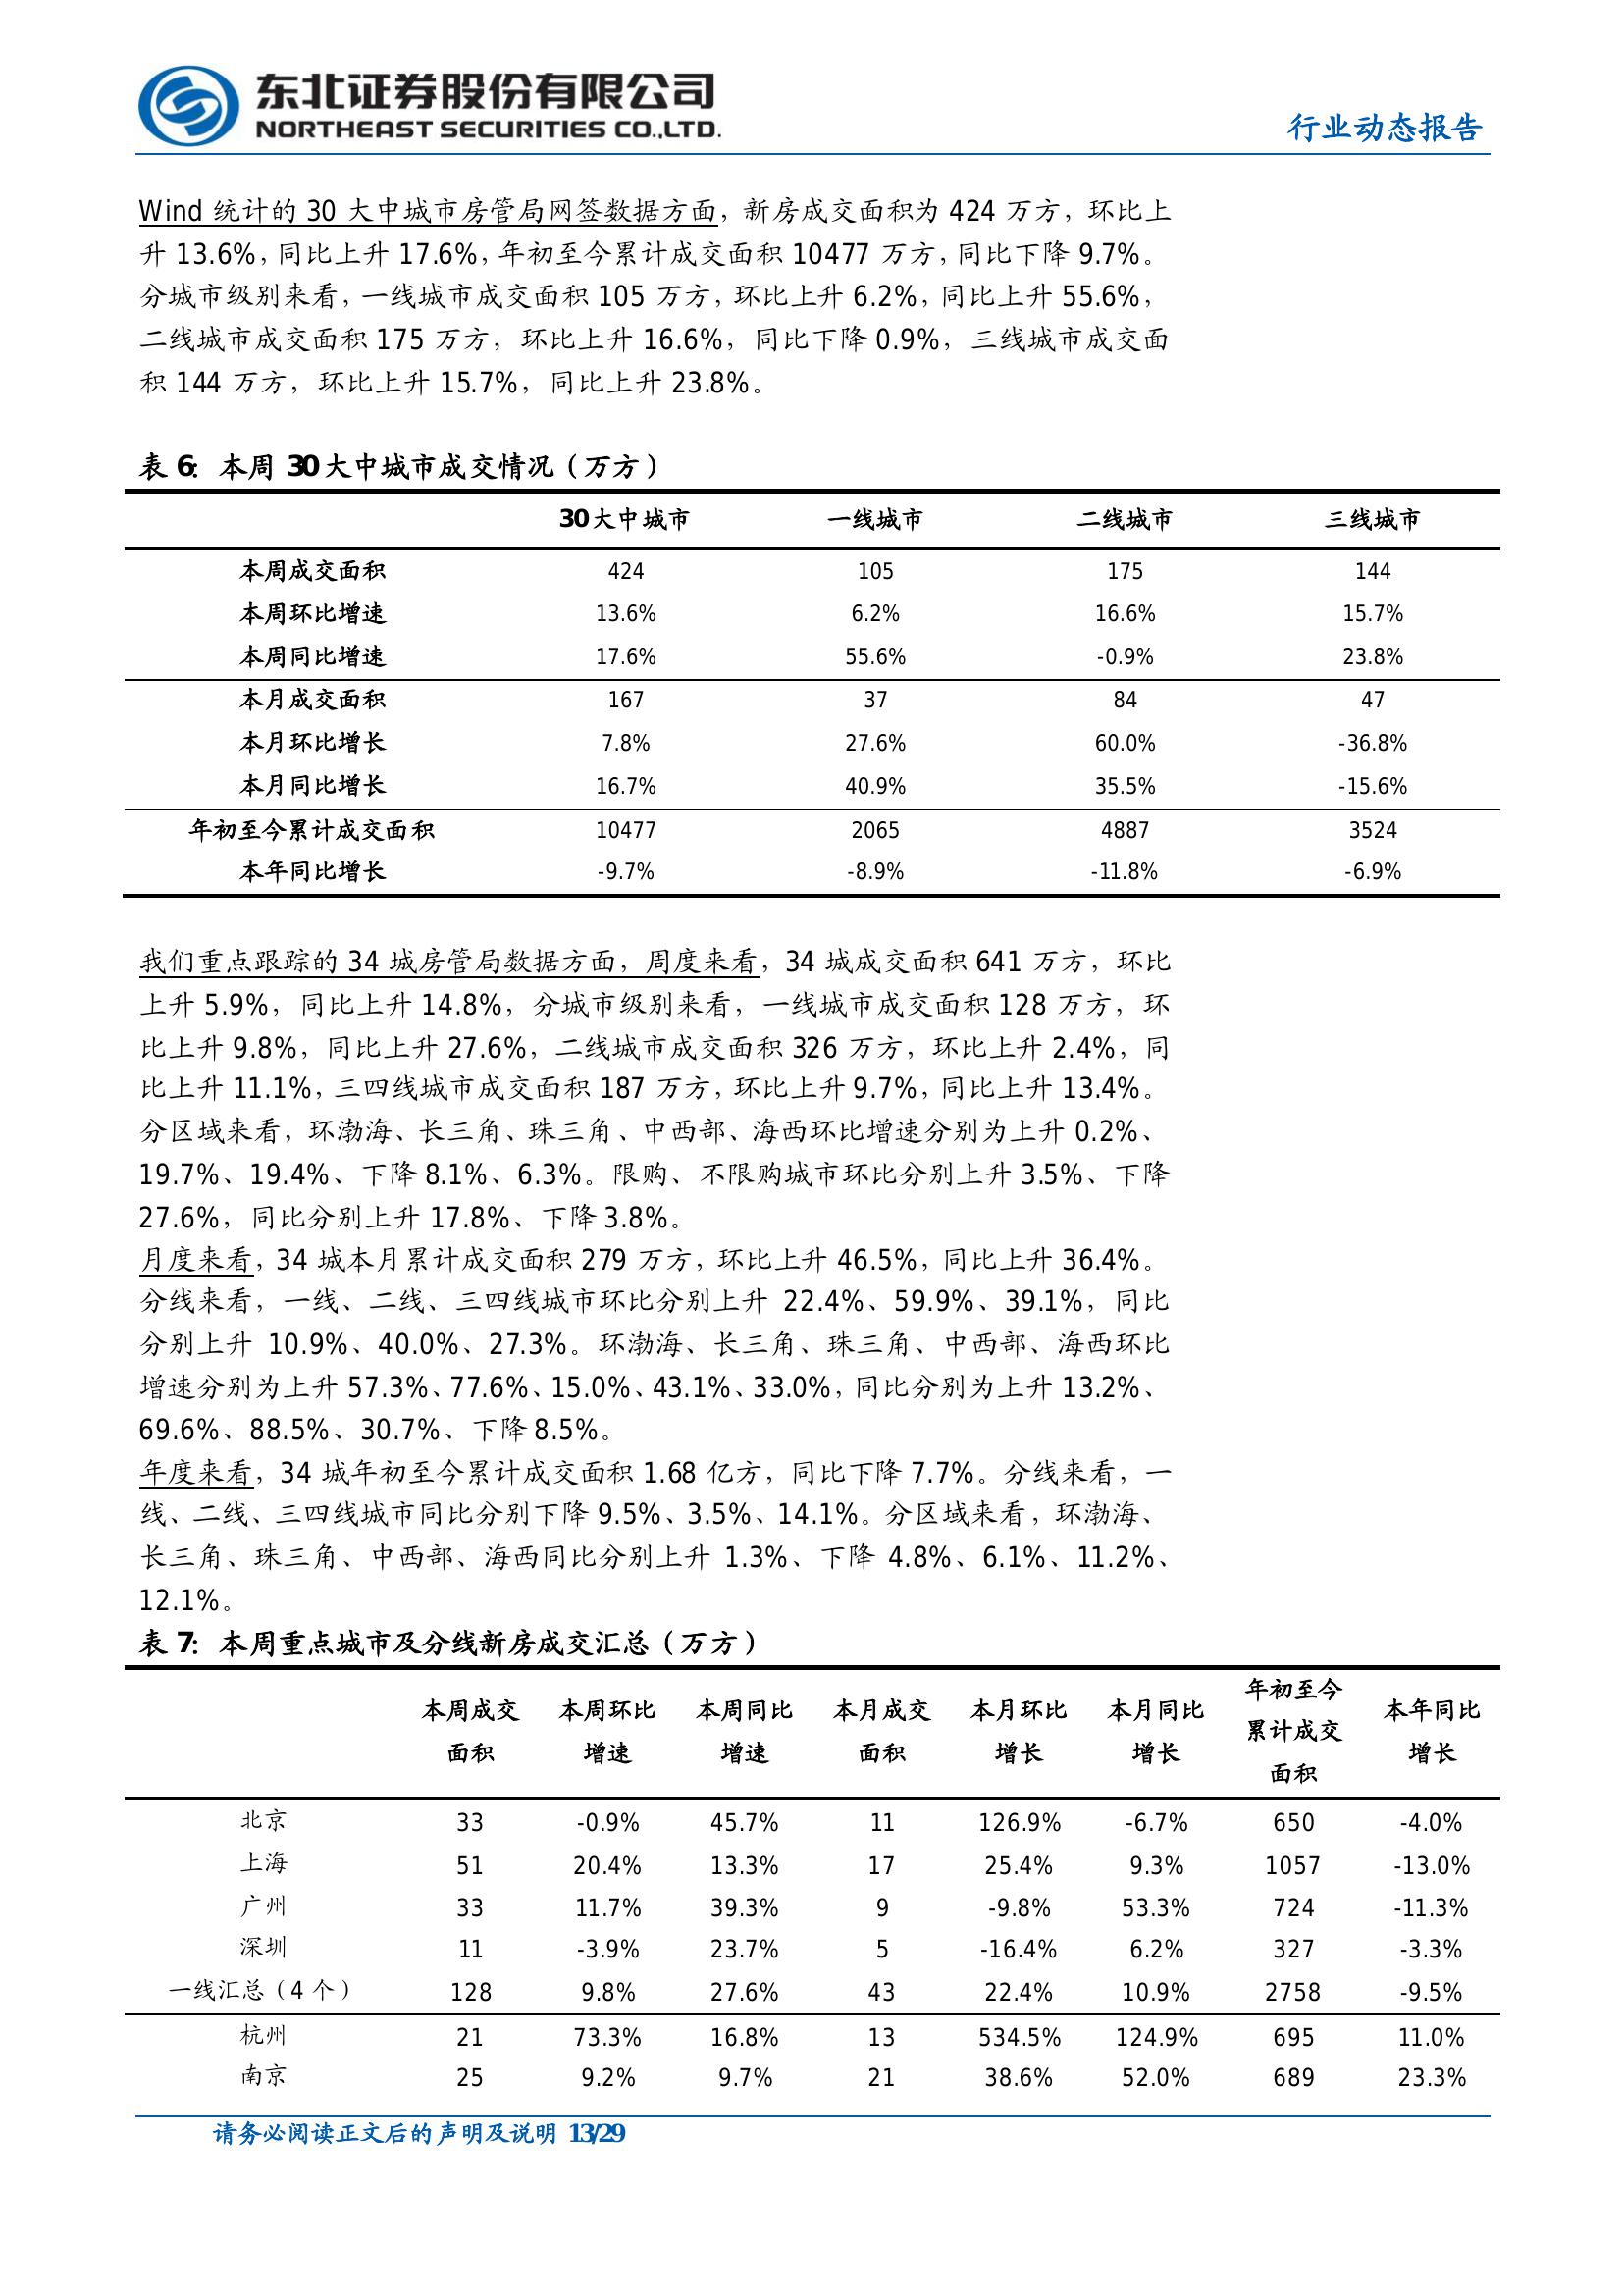 东北证券股份有限公司
NORTHEAST SECURITIES CO.,LTD.
行业动态报告
Wind 统计的 30 大中城市房管局网签数据方面，新房成交面积为 424 万方，环比上
升 13.6%，同比上升 17.6%，年初至今累计成交面积 10477 万方，同比下降 9.7%。
分城市级别来看，一线城市成交面积 105 万方，环比上升 6.2%，同比上升 55.6%，
二线城市成交面积 175 万方，环比上升 16.6%，同比下降 0.9%，三线城市成交面
积 144 万方，环比上升 15.7%，同比上升 23.8%。
表 6：本周 30 大中城市成交情况（万方）
30 大中城市 一线城市 二线城市 三线城市
本周成交面积 424 105 175 144
本周环比增速 13.6% 6.2% 16.6% 15.7%
本周同比增速 17.6% 55.6% -0.9% 23.8%
本月成交面积 167 37 84 47
本月环比增长 7.8% 27.6% 60.0% -36.8%
本月同比增长 16.7% 40.9% 35.5% -15.6%
年初至今累计成交面积 10477 2065 4887 3524
本年同比增长 -9.7% -8.9% -11.8% -6.9%
我们重点跟踪的 34 城房管局数据方面，周度来看，34 城成交面积 641 万方，环比
上升 5.9%，同比上升 14.8%，分城市级别来看，一线城市成交面积 128 万方，环
比上升 9.8%，同比上升 27.6%，二线城市成交面积 326 万方，环比上升 2.4%，同
比上升 11.1%，三四线城市成交面积 187 万方，环比上升 9.7%，同比上升 13.4%。
分区域来看，环渤海、长三角、珠三角、中西部、海西环比增速分别为上升 0.2%、
19.7%、19.4%、下降 8.1%、6.3%。限购、不限购城市环比分别上升 3.5%、下降
27.6%，同比分别上升 17.8%、下降 3.8%。
月度来看，34 城本月累计成交面积 279 万方，环比上升 46.5%，同比上升 36.4%。
分线来看，一线、二线、三四线城市环比分别上升 22.4%、59.9%、39.1%，同比
分别上升 10.9%、40.0%、27.3%。环渤海、长三角、珠三角、中西部、海西环比
增速分别为上升 57.3%、77.6%、15.0%、43.1%、33.0%，同比分别为上升 13.2%、
69.6%、88.5%、30.7%、下降 8.5%。
年度来看，34 城年初至今累计成交面积 1.68 亿方，同比下降 7.7%。分线来看，一
线、二线、三四线城市同比分别下降 9.5%、3.5%、14.1%。分区域来看，环渤海、
长三角、珠三角、中西部、海西同比分别上升 1.3%、下降 4.8%、6.1%、11.2%、
12.1%。
表 7：本周重点城市及分线新房成交汇总（万方）
本周成交面积 本周环比增速 本周同比增速 本月成交面积 本月环比增长 本月同比增长 年初至今累计成交面积 本年同比增长
北京 33 -0.9% 45.7% 11 126.9% -6.7% 650 -4.0%
上海 51 20.4% 13.3% 17 25.4% 9.3% 1057 -13.0%
广州 33 11.7% 39.3% 9 -9.8% 53.3% 724 -11.3%
深圳 11 -3.9% 23.7% 5 -16.4% 6.2% 327 -3.3%
一线汇总（4 个） 128 9.8% 27.6% 43 22.4% 10.9% 2758 -9.5%
杭州 21 73.3% 16.8% 13 534.5% 124.9% 695 11.0%
南京 25 9.2% 9.7% 21 38.6% 52.0% 689 23.3%
请务必阅读正文后的声明及说明 13/29